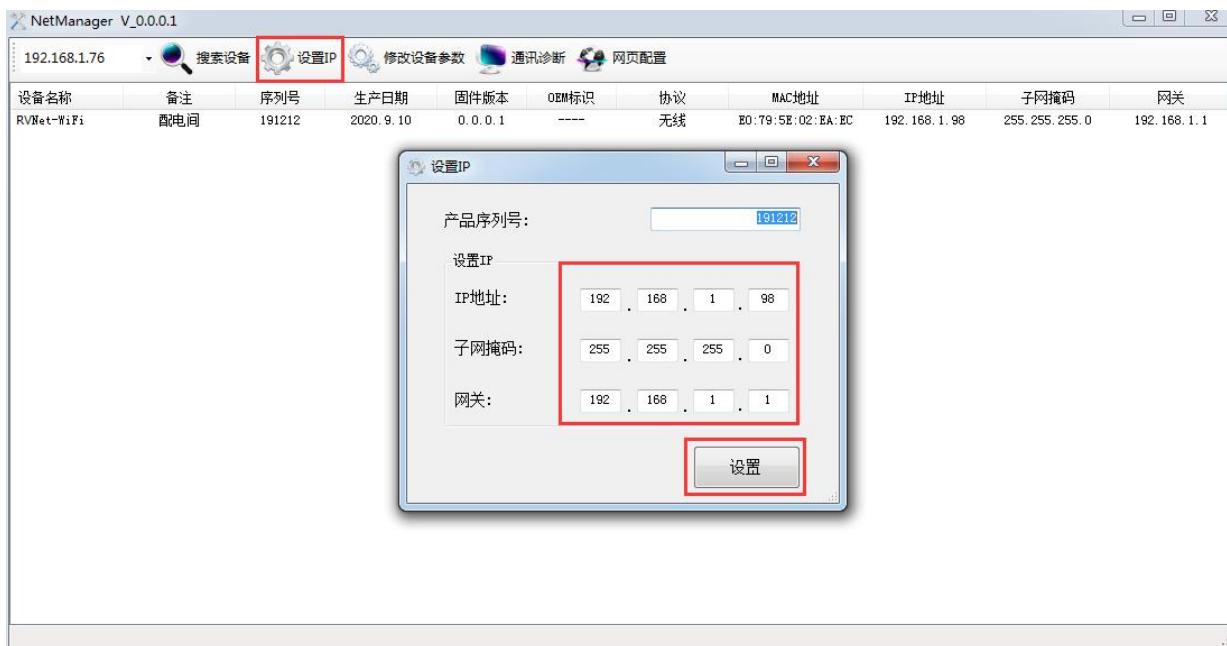 NetManager V_0.0.0.1
192.168.1.76 搜索设备 设置IP 修改设备参数 通讯诊断 网页配置
设备名称 备注 序列号 生产日期 固件版本 OEM标识 协议 MAC地址 IP地址 子网掩码 网关
RVNet-WiFi 配电间 191212 2020.9.10 0.0.0.1 ---- 无线 E0:79:5E:02:EA:EC 192.168.1.98 255.255.255.0 192.168.1.1
设置IP
产品序列号: 191212
设置IP
IP地址: 192 . 168 . 1 . 98
子网掩码: 255 . 255 . 255 . 0
网关: 192 . 168 . 1 . 1
设置